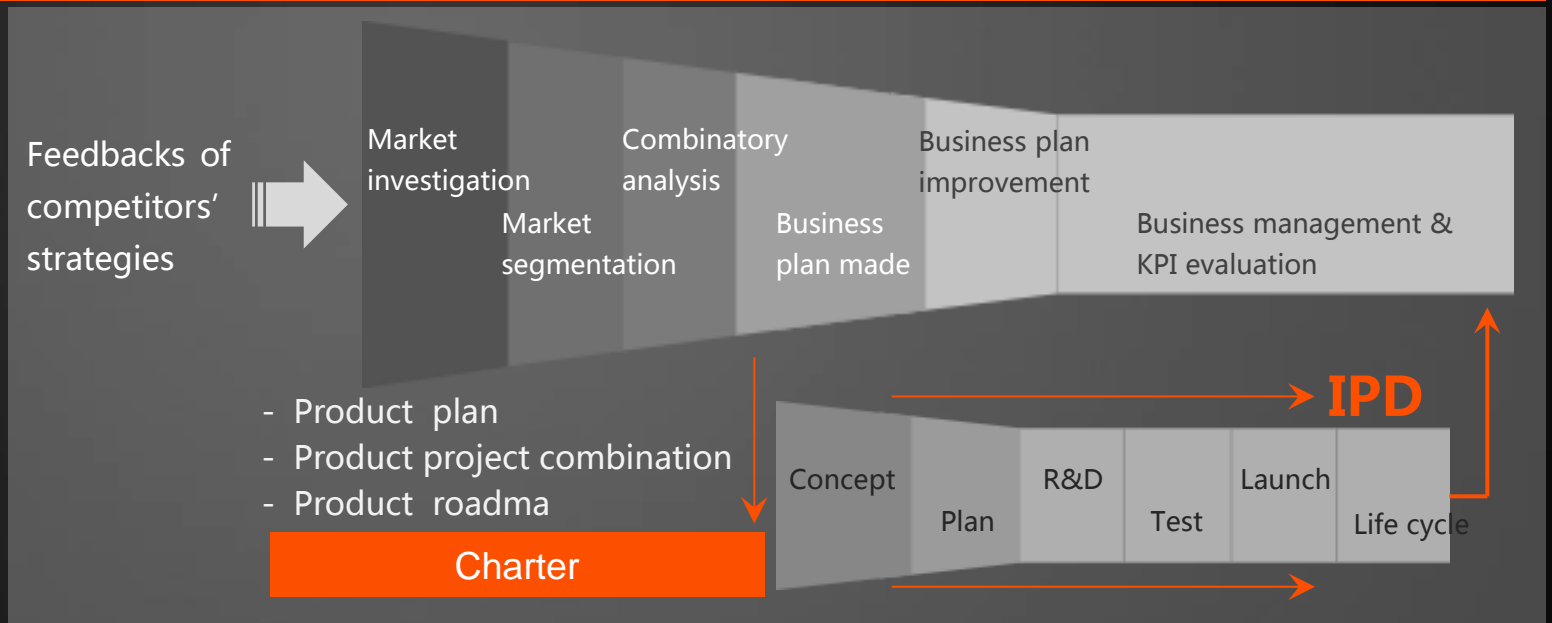 Feedbacks of
competitors'
strategies
Market
investigation
Market
segmentation
Combinatory
analysis
Business
plan made
Business plan
improvement
Business management &
KPI evaluation
- Product plan
- Product project combination
- Product roadma
Charter
IPD
Concept
Plan
R&D
Test
Launch
Life cycle